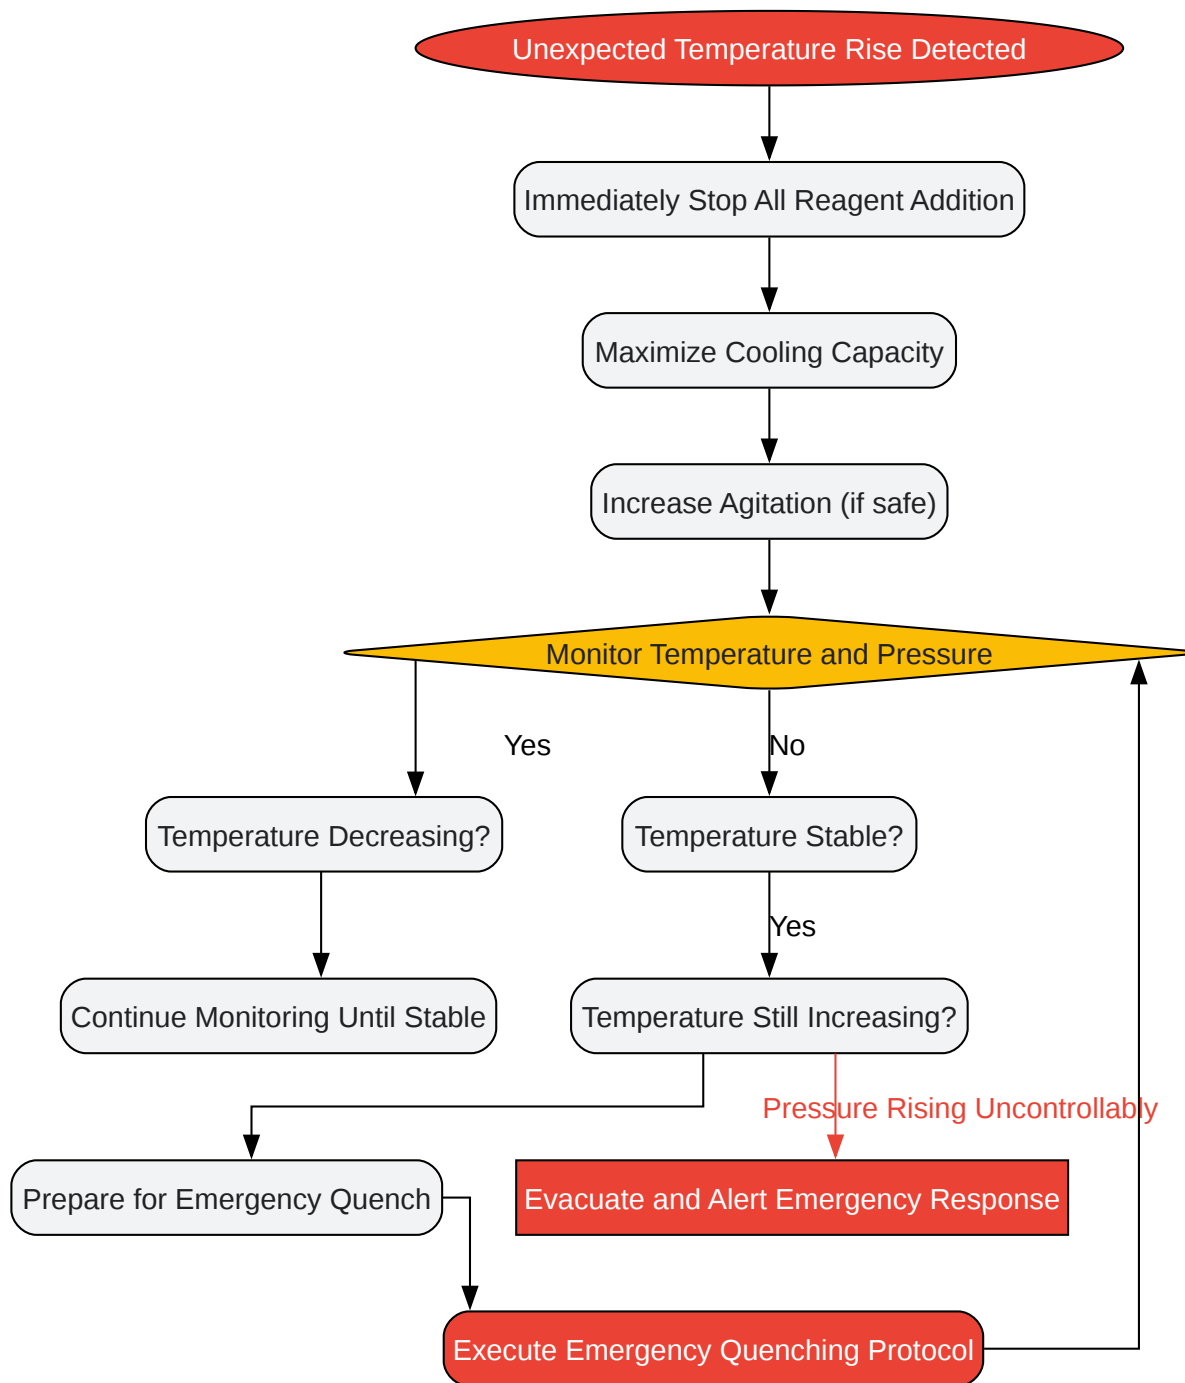 Unexpected Temperature Rise Detected
Immediately Stop All Reagent Addition
Maximize Cooling Capacity
Increase Agitation (if safe)
Monitor Temperature and Pressure
Yes
No
Temperature Decreasing?
Temperature Stable?
Yes
Continue Monitoring Until Stable
Temperature Still Increasing?
Pressure Rising Uncontrollably
Prepare for Emergency Quench
Evacuate and Alert Emergency Response
Execute Emergency Quenching Protocol